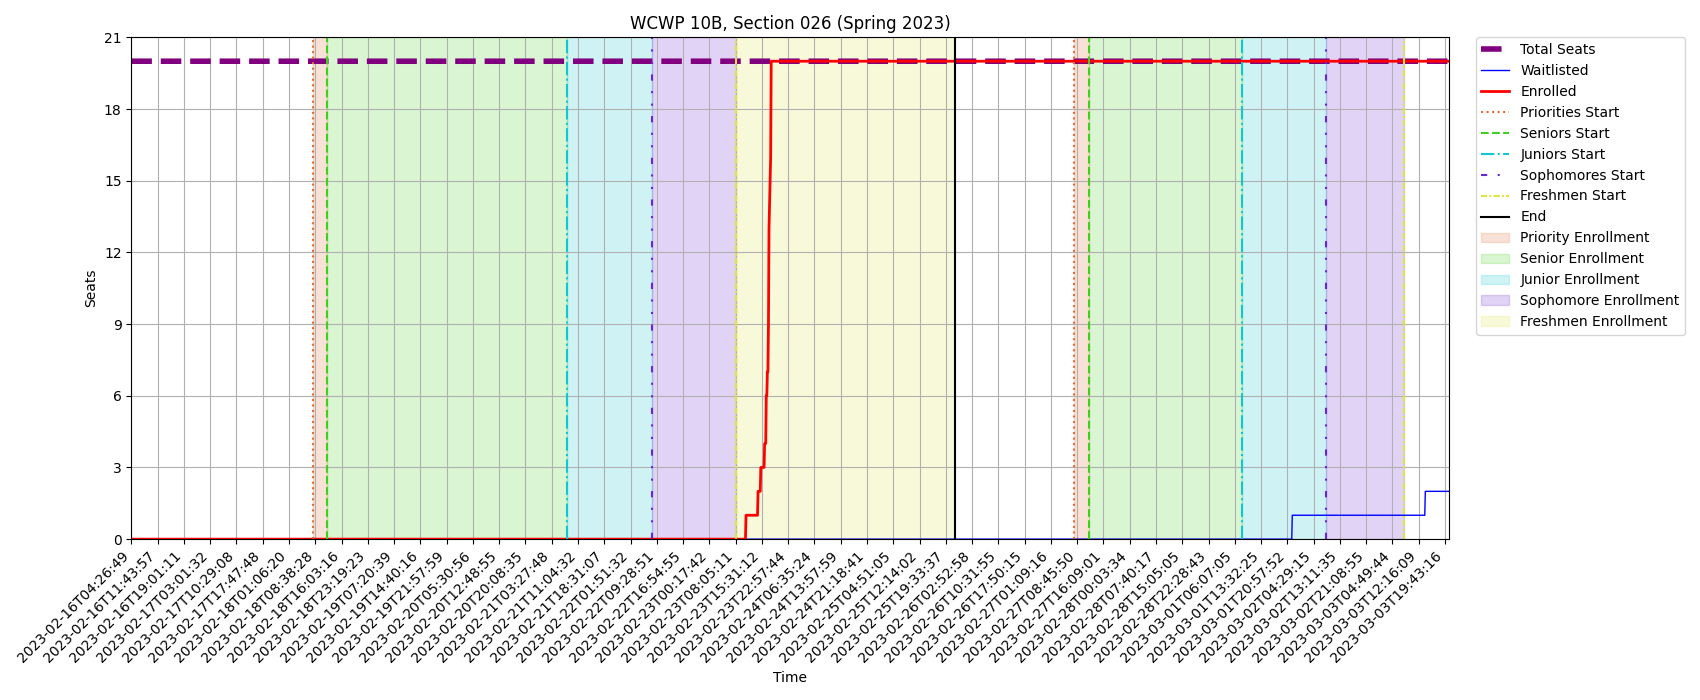 WCWP 10B, Section 026 (Spring 2023)
21
18
15
12
9
6
3
0
Seats
2023-02-16T04:26:49
2023-02-16T11:43:57
2023-02-16T19:01:11
2023-02-17T03:01:32
2023-02-17T10:29:08
2023-02-17T17:47:48
2023-02-18T01:06:20
2023-02-18T08:38:28
2023-02-18T16:03:16
2023-02-18T23:19:23
2023-02-19T07:20:39
2023-02-19T14:40:16
2023-02-19T21:57:59
2023-02-20T05:30:56
2023-02-20T12:48:55
2023-02-20T20:08:35
2023-02-21T03:27:48
2023-02-21T11:04:32
2023-02-21T18:31:07
2023-02-22T01:51:32
2023-02-22T09:28:51
2023-02-22T16:54:55
2023-02-23T00:17:42
2023-02-23T08:05:11
2023-02-23T15:31:12
2023-02-23T22:57:44
2023-02-24T06:35:24
2023-02-24T13:57:59
2023-02-24T21:18:41
2023-02-25T04:51:05
2023-02-25T12:14:02
2023-02-25T19:33:37
2023-02-26T02:52:58
2023-02-26T10:31:55
2023-02-26T17:50:15
2023-02-27T01:09:16
2023-02-27T08:45:50
2023-02-27T16:09:01
2023-02-28T00:03:34
2023-02-28T07:40:17
2023-02-28T15:05:05
2023-02-28T22:28:43
2023-03-01T06:07:05
2023-03-01T13:32:25
2023-03-01T20:57:52
2023-03-02T04:29:15
2023-03-02T13:11:35
2023-03-02T21:08:55
2023-03-03T04:49:44
2023-03-03T12:16:09
2023-03-03T19:43:16
Time
Total Seats
Waitlisted
Enrolled
Priorities Start
Seniors Start
Juniors Start
Sophomores Start
Freshmen Start
End
Priority Enrollment
Senior Enrollment
Junior Enrollment
Sophomore Enrollment
Freshmen Enrollment